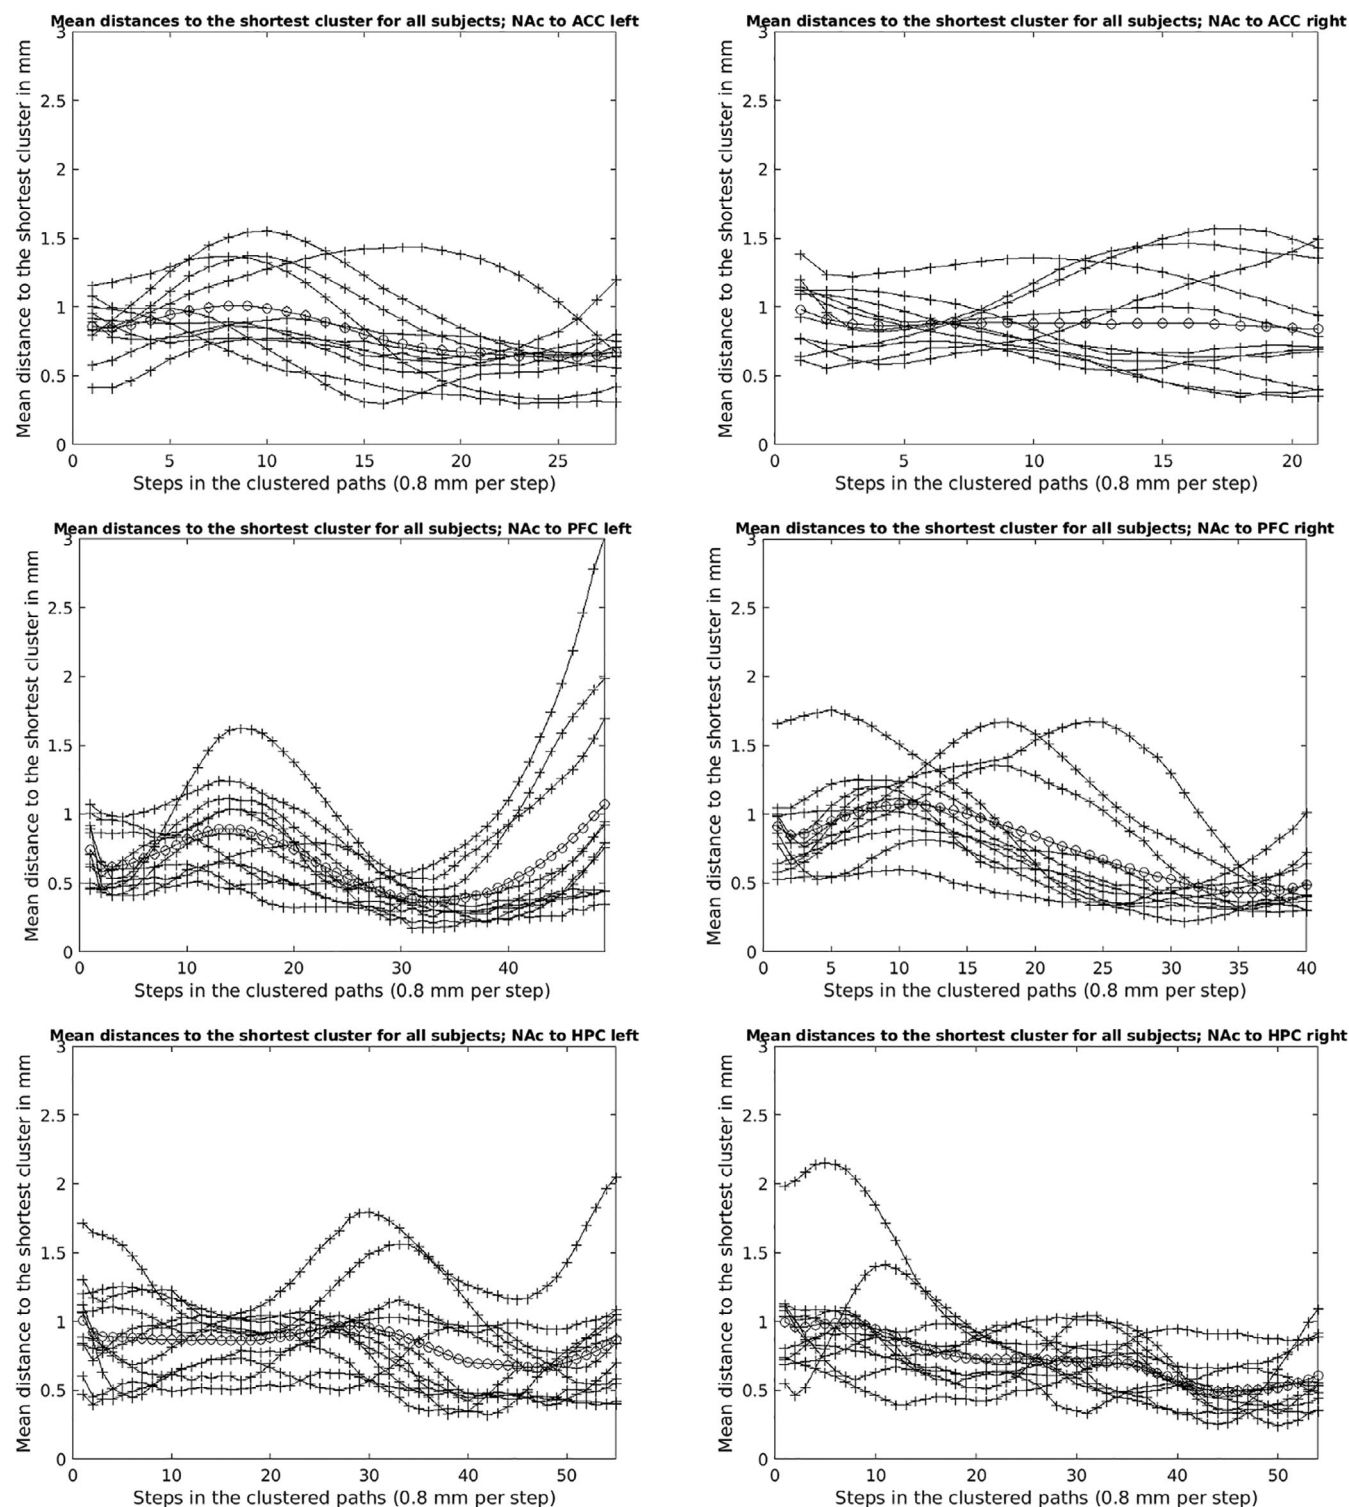 Mean distances to the shortest cluster for all subjects; NAc to ACC left
Mean distance to the shortest cluster in mm
3
2.5
2
1.5
1
0.5
0
0 5 10 15 20 25
Steps in the clustered paths (0.8 mm per step)
Mean distances to the shortest cluster for all subjects; NAc to ACC right
Mean distance to the shortest cluster in mm
3
2.5
2
1.5
1
0.5
0
0 5 10 15 20
Steps in the clustered paths (0.8 mm per step)
Mean distances to the shortest cluster for all subjects; NAc to PFC left
Mean distance to the shortest cluster in mm
3
2.5
2
1.5
1
0.5
0
0 10 20 30 40
Steps in the clustered paths (0.8 mm per step)
Mean distances to the shortest cluster for all subjects; NAc to PFC right
Mean distance to the shortest cluster in mm
3
2.5
2
1.5
1
0.5
0
0 5 10 15 20 25 30 35 40
Steps in the clustered paths (0.8 mm per step)
Mean distances to the shortest cluster for all subjects; NAc to HPC left
Mean distance to the shortest cluster in mm
3
2.5
2
1.5
1
0.5
0
0 10 20 30 40 50
Steps in the clustered paths (0.8 mm per step)
Mean distances to the shortest cluster for all subjects; NAc to HPC right
Mean distance to the shortest cluster in mm
3
2.5
2
1.5
1
0.5
0
0 10 20 30 40 50
Steps in the clustered paths (0.8 mm per step)